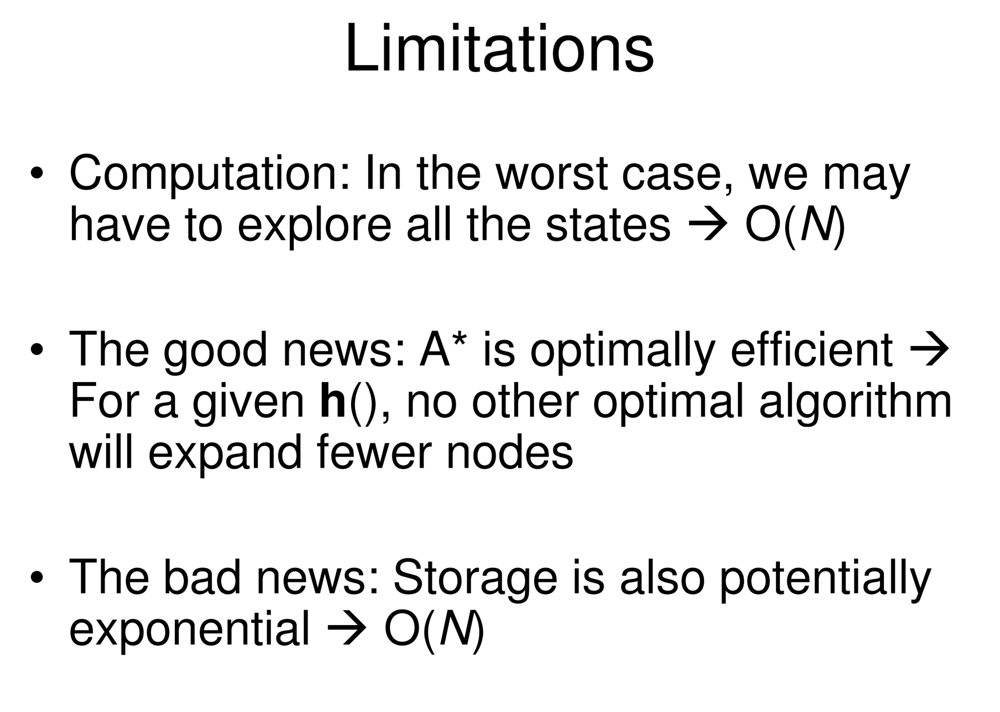 Limitations
• Computation: In the worst case, we may
have to explore all the states → O(N)
• The good news: A* is optimally efficient →
For a given h(), no other optimal algorithm
will expand fewer nodes
• The bad news: Storage is also potentially
exponential → O(N)